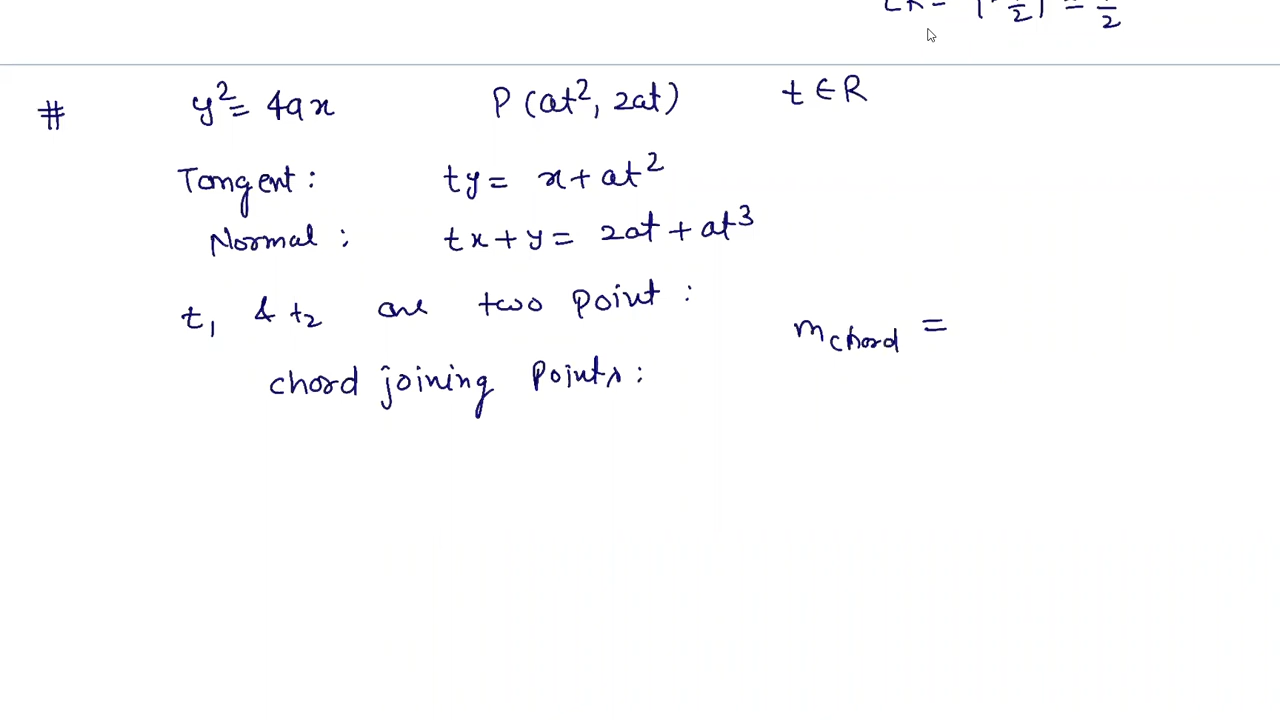 # y² = 4ax P(at², 2at) t ∈ R
Tangent: ty = x + at²
Normal: tx + y = 2at + at³
t₁ & t₂ are two point:
m_chord =
chord joining points: